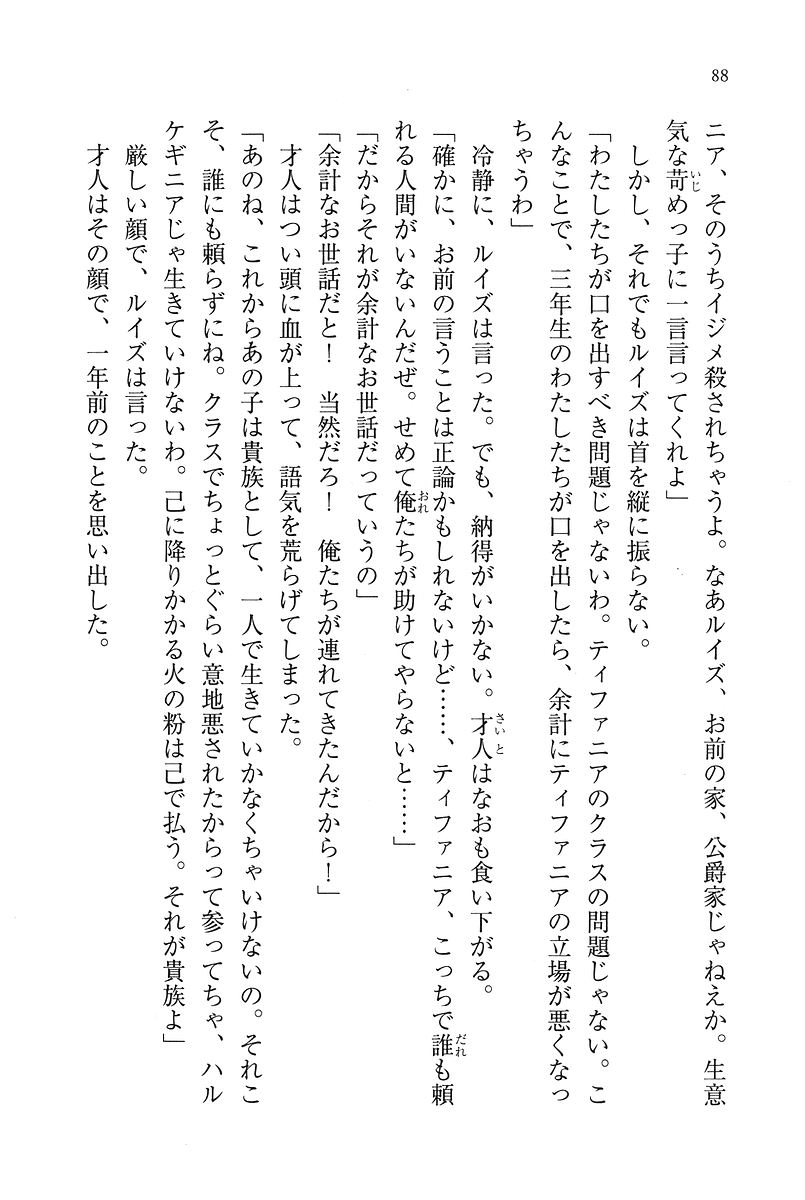 88
ニア、そのうちイジメ殺されちゃうよ。なあルイズ、お前の家、公爵家じゃねえか。生意
気な苛めっ子に一言言ってくれよ」
　しかし、それでもルイズは首を縦に振らない。
「わたしたちが口を出すべき問題じゃないわ。ティファニアのクラスの問題じゃない。こ
んなことで、三年生のわたしたちが口を出したら、余計にティファニアの立場が悪くなっ
ちゃうわ」
　冷静に、ルイズは言った。でも、納得がいかない。才人はなおも食い下がる。
「確かに、お前の言うことは正論かもしれないけど……、ティファニア、こっちで誰も頼
れる人間がいないんだぜ。せめて俺たちが助けてやらないと……」
「だからそれが余計なお世話だっていうの」
「余計なお世話だと！　当然だろ！　俺たちが連れてきたんだから！」
　才人はつい頭に血が上って、語気を荒らげてしまった。
「あのね、これからあの子は貴族として、一人で生きていかなくちゃいけないの。それこ
そ、誰にも頼らずにね。クラスでちょっとぐらい意地悪されたからって参ってちゃ、ハル
ケギニアじゃ生きていけないわ。己に降りかかる火の粉は己で払う。それが貴族よ」
　厳しい顔で、ルイズは言った。
　才人はその顔で、一年前のことを思い出した。